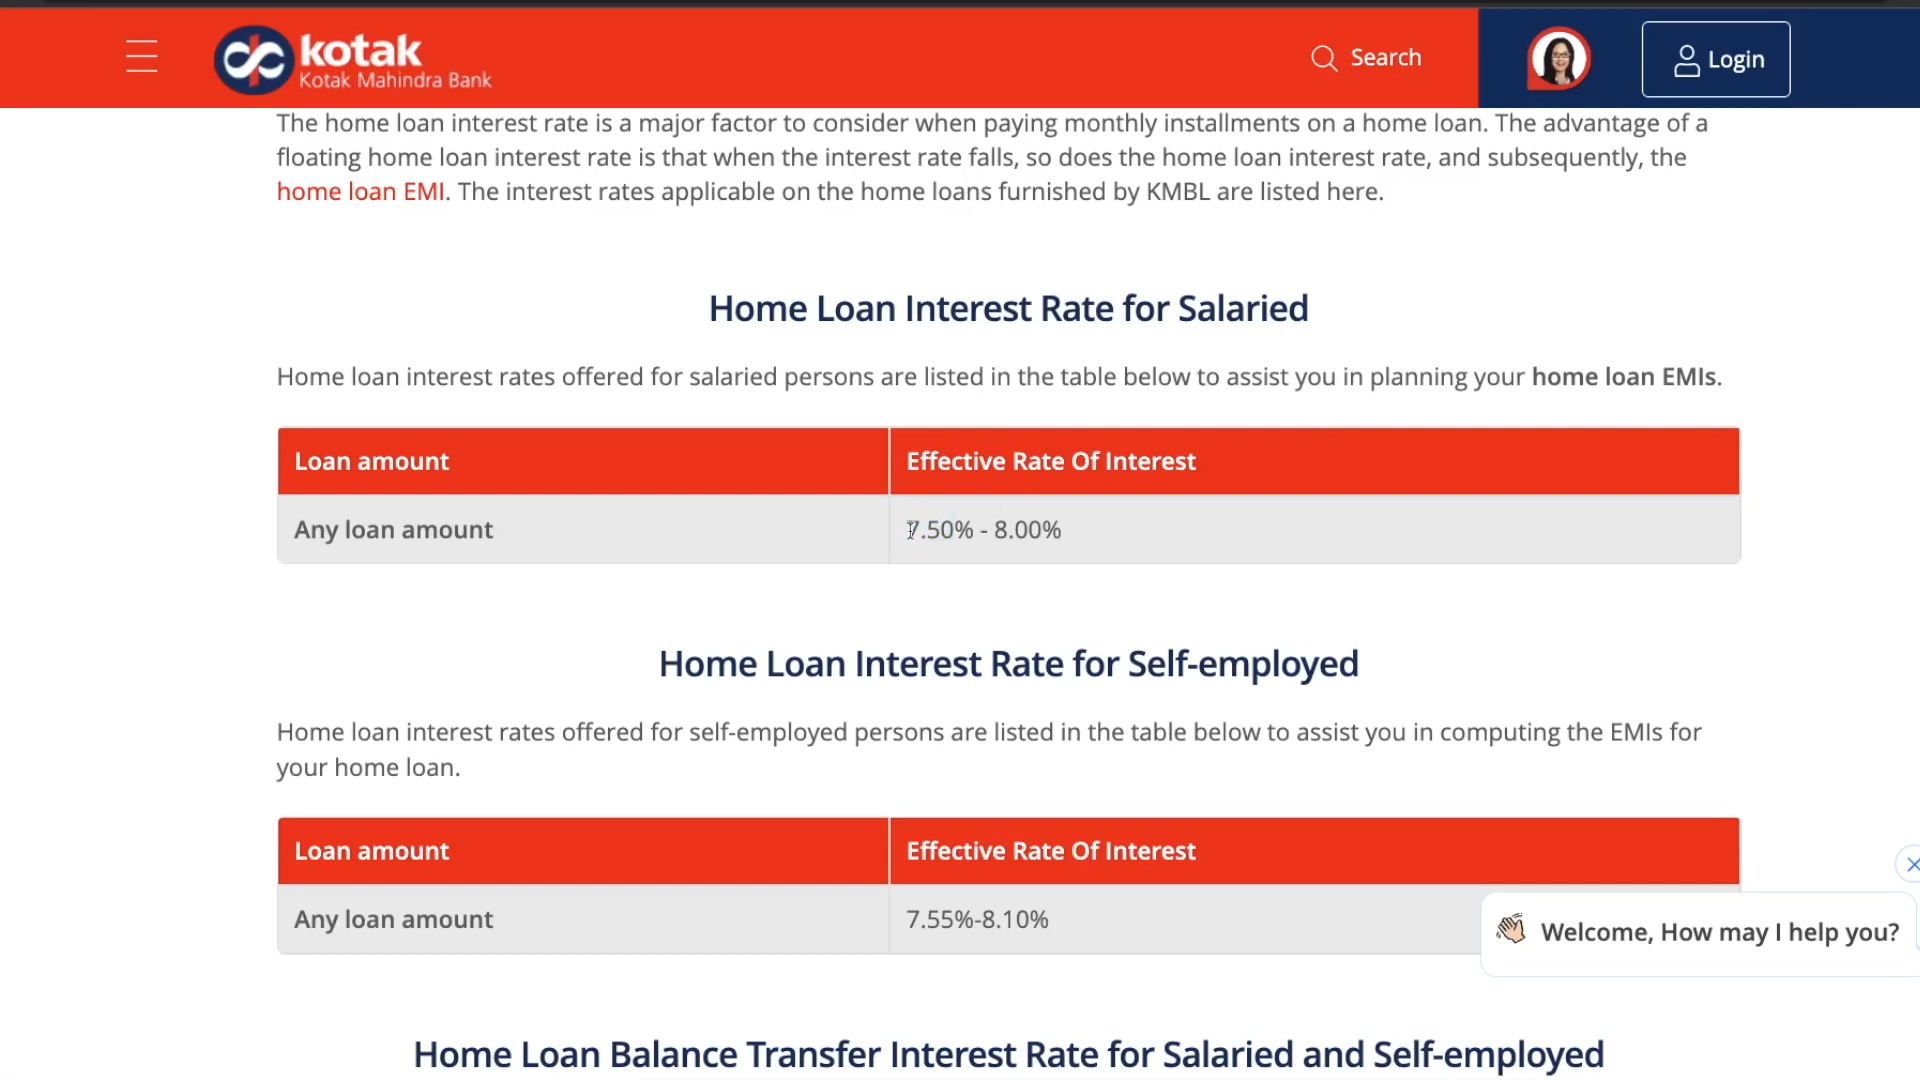 kotak
Kotak Mahindra Bank
Search
Login
The home loan interest rate is a major factor to consider when paying monthly installments on a home loan. The advantage of a
floating home loan interest rate is that when the interest rate falls, so does the home loan interest rate, and subsequently, the
home loan EMI. The interest rates applicable on the home loans furnished by KMBL are listed here.
Home Loan Interest Rate for Salaried
Home loan interest rates offered for salaried persons are listed in the table below to assist you in planning your home loan EMIs.
Loan amount
Effective Rate Of Interest
Any loan amount
7.50% - 8.00%
Home Loan Interest Rate for Self-employed
Home loan interest rates offered for self-employed persons are listed in the table below to assist you in computing the EMIs for
your home loan.
Loan amount
Effective Rate Of Interest
Any loan amount
7.55%-8.10%
Welcome, How may I help you?
Home Loan Balance Transfer Interest Rate for Salaried and Self-employed